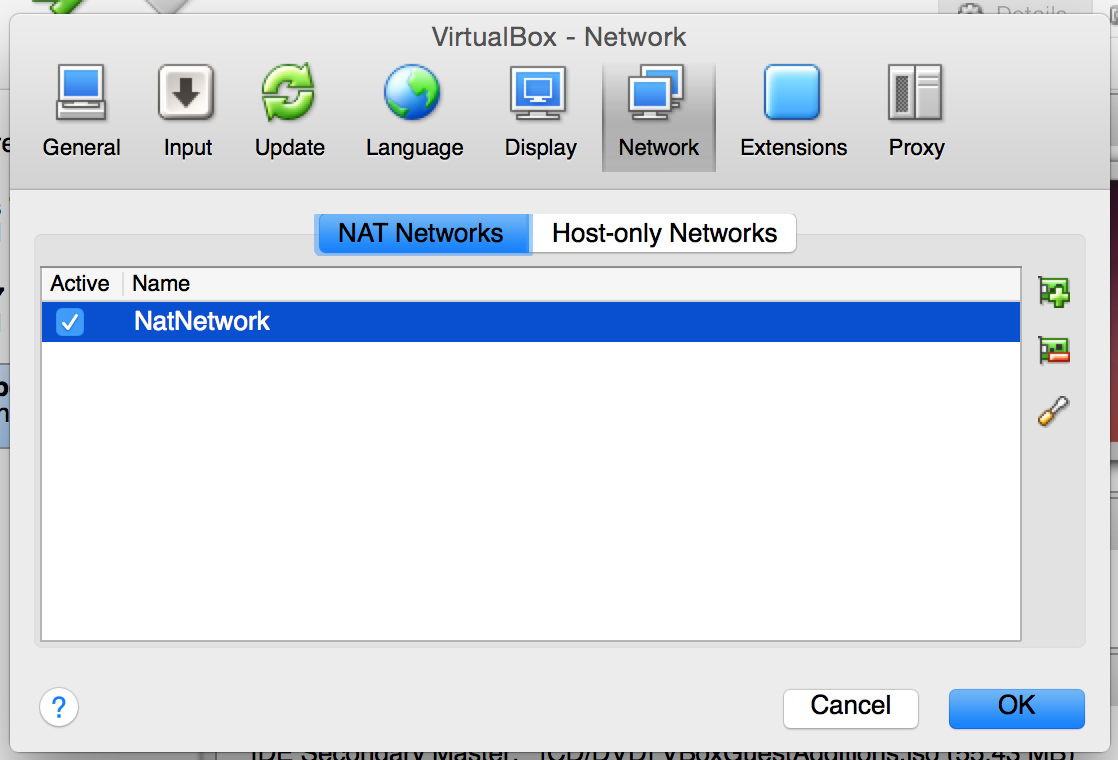 Details
VirtualBox - Network
General Input Update Language Display Network Extensions Proxy
NAT Networks Host-only Networks
Active Name
NatNetwork
? Cancel OK
IDE Secondary Master: [CD/DVD] VBoxGuestAdditions.iso (55.43 MB)